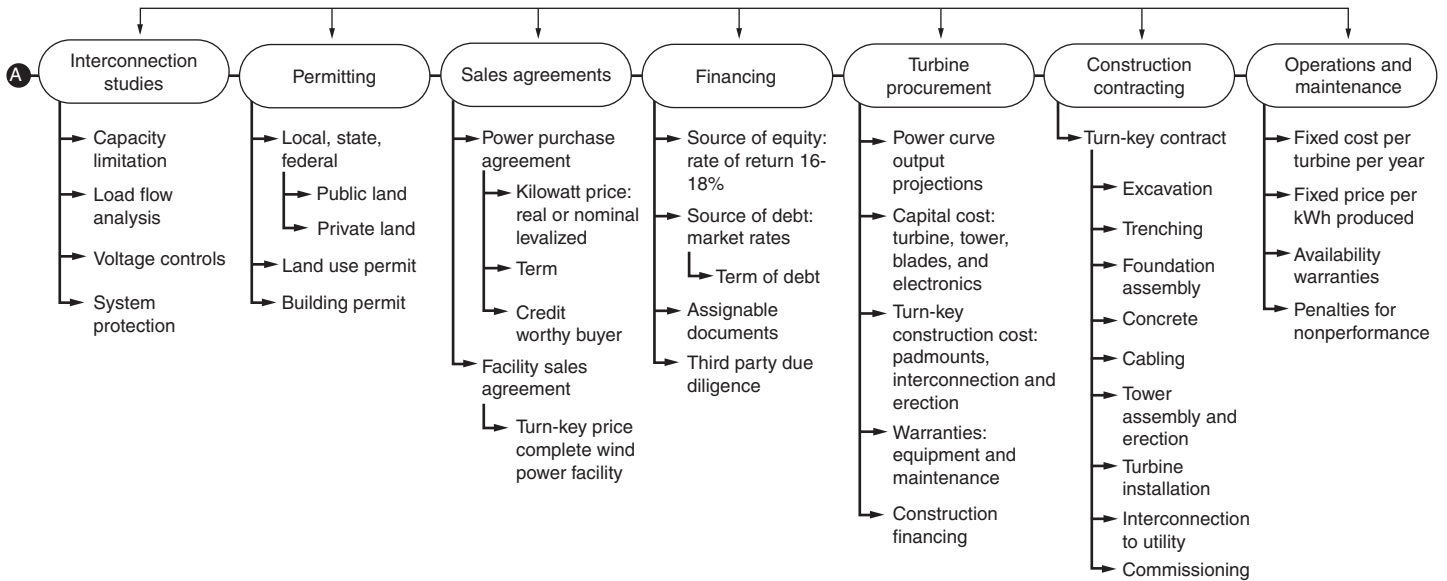 A
Interconnection
studies
Capacity
limitation
Load flow
analysis
Voltage controls
System
protection
Permitting
Local, state,
federal
Public land
Private land
Land use permit
Building permit
Sales agreements
Power purchase
agreement
Kilowatt price:
real or nominal
levalized
Term
Credit
worthy buyer
Facility sales
agreement
Turn-key price
complete wind
power facility
Financing
Source of equity:
rate of return 16-
18%
Source of debt:
market rates
Term of debt
Assignable
documents
Third party due
diligence
Turbine
procurement
Power curve
output
projections
Capital cost:
turbine, tower,
blades, and
electronics
Turn-key
construction cost:
padmounts,
interconnection and
erection
Warranties:
equipment and
maintenance
Construction
financing
Construction
contracting
Turn-key contract
Excavation
Trenching
Foundation
assembly
Concrete
Cabling
Tower
assembly and
erection
Turbine
installation
Interconnection
to utility
Commissioning
Operations and
maintenance
Fixed cost per
turbine per year
Fixed price per
kWh produced
Availability
warranties
Penalties for
nonperformance